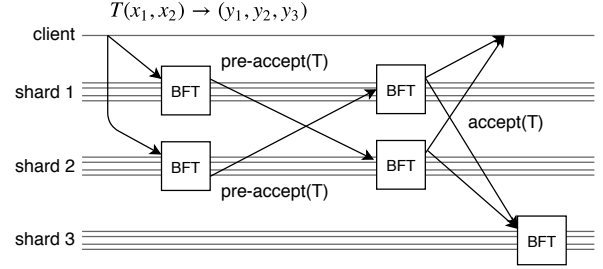 T(x₁, x₂) → (y₁, y₂, y₃)
client
pre-accept(T)
shard 1
BFT
BFT
accept(T)
shard 2
BFT
BFT
pre-accept(T)
shard 3
BFT